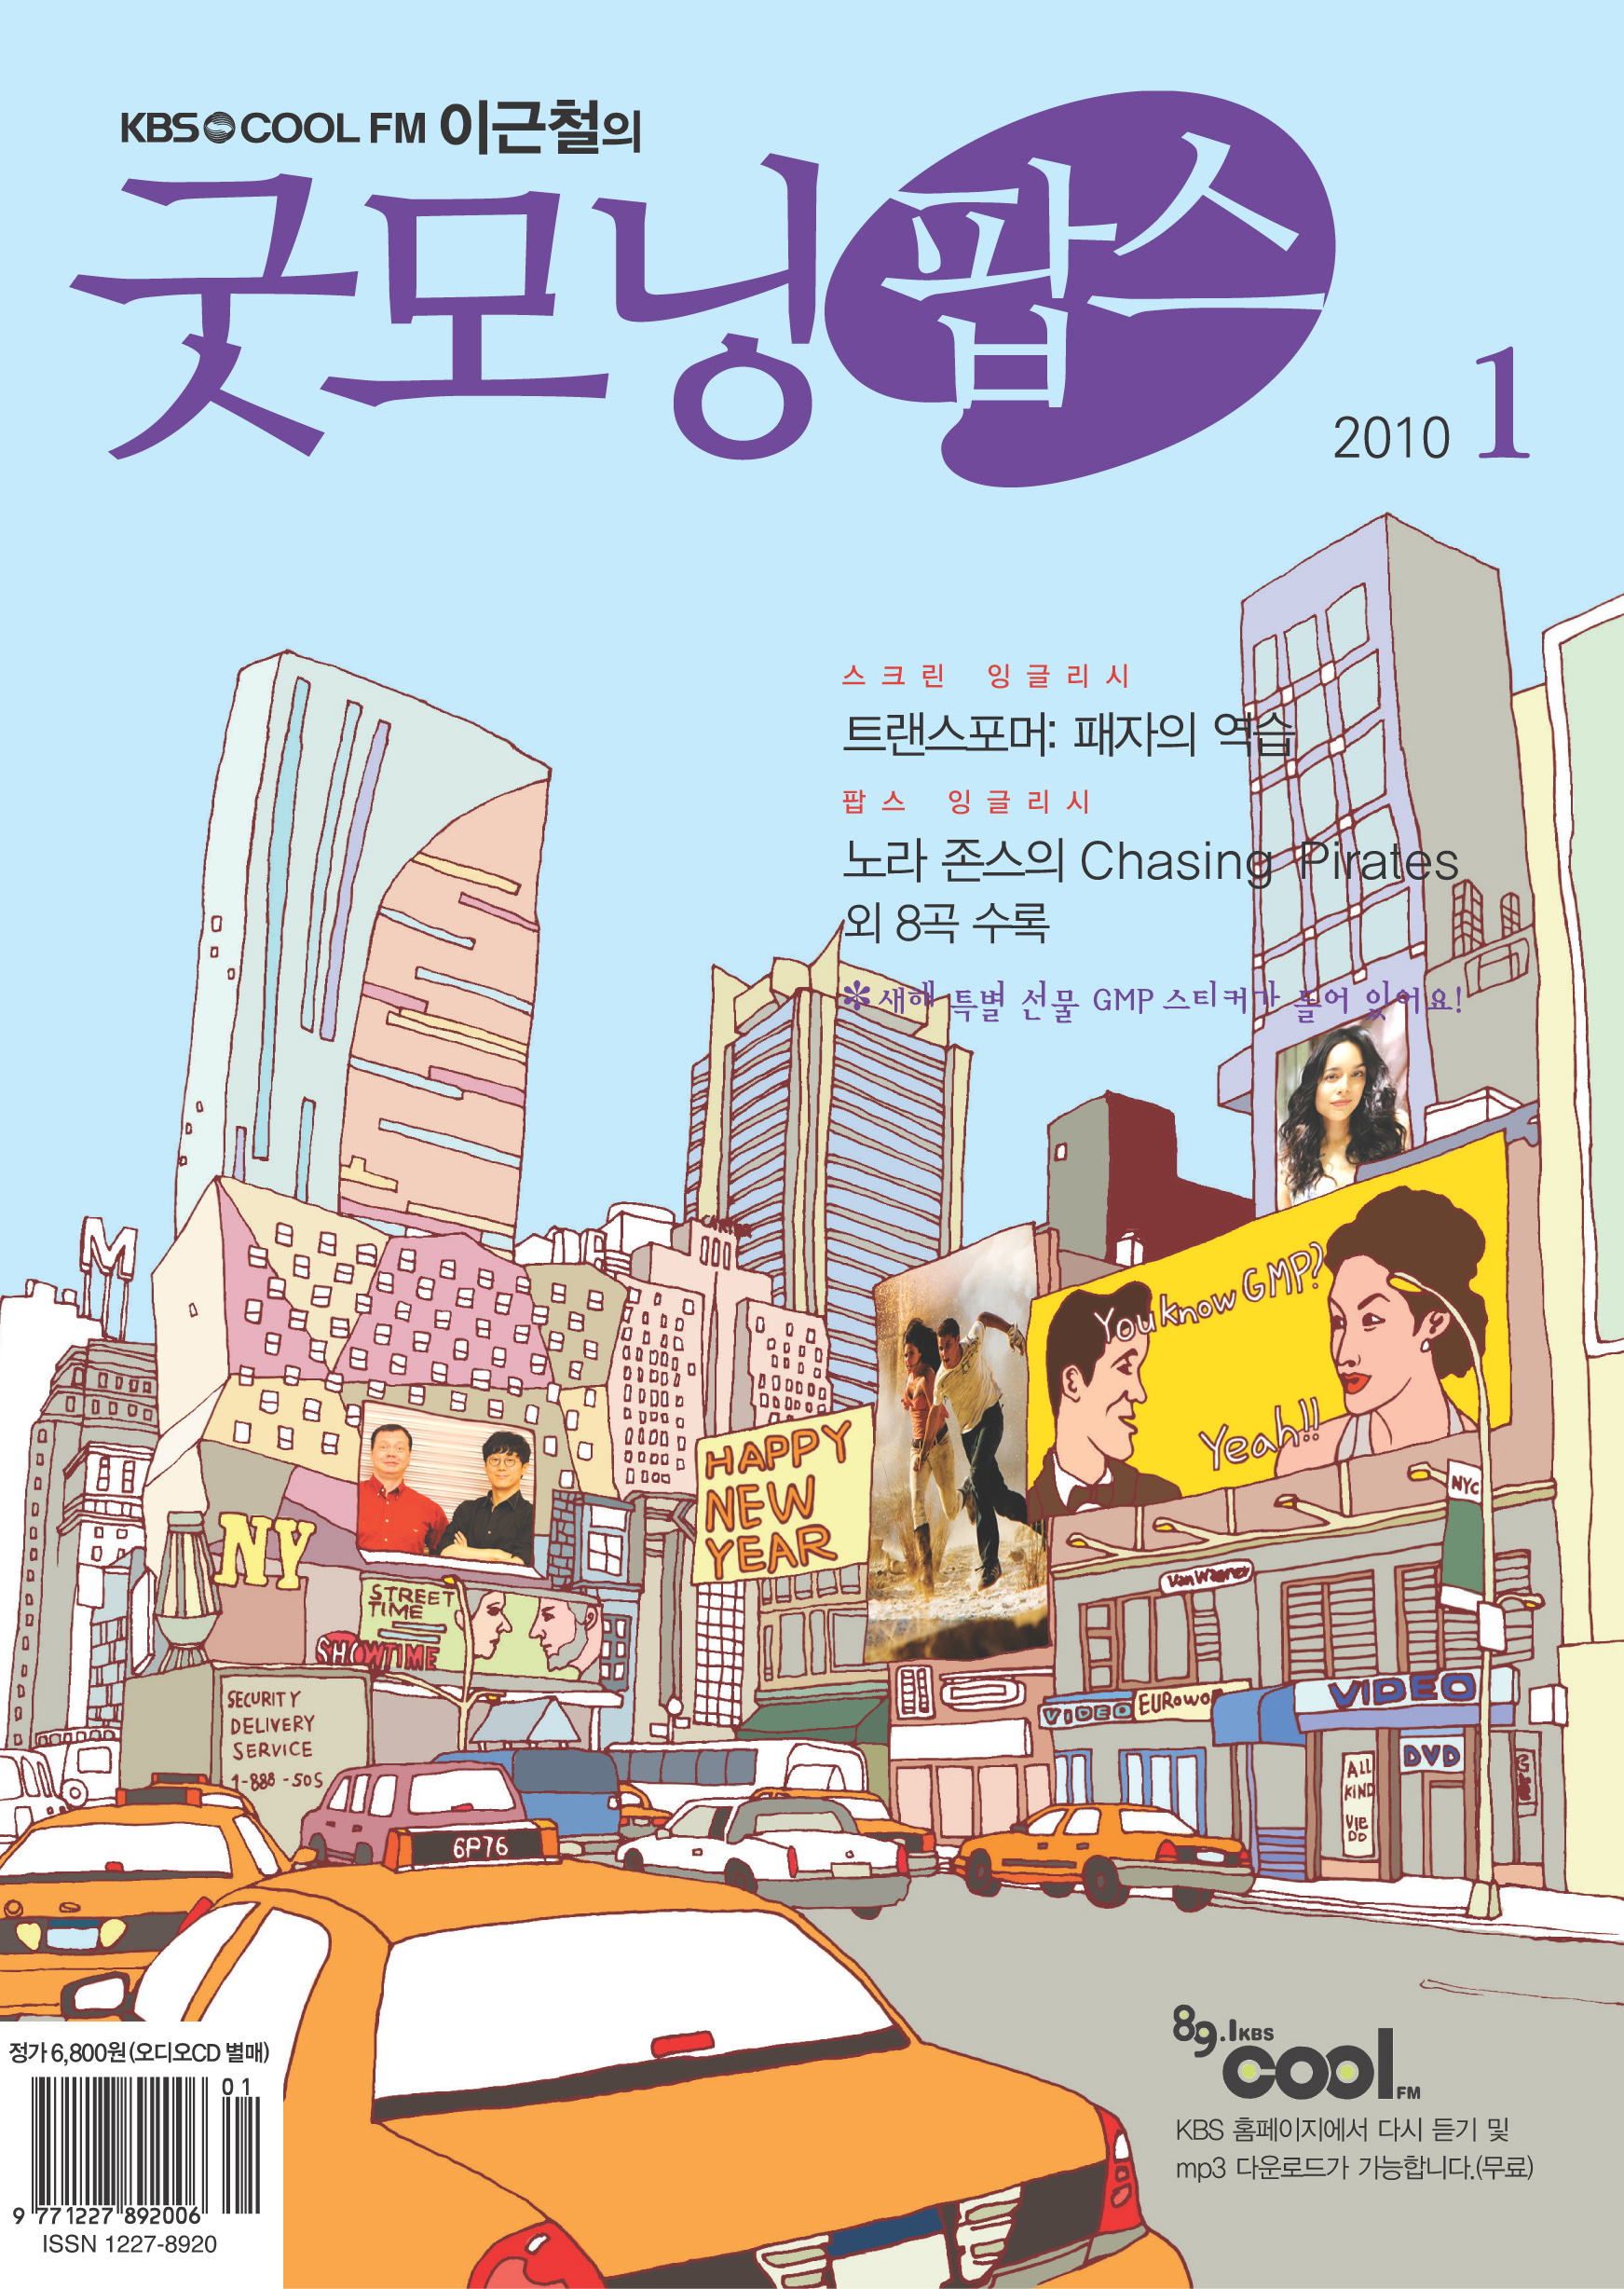 KBS COOL FM 이근철의
굿모닝팝스
2010 1
스크린 잉글리시
트랜스포머: 패자의 역습
팝스 잉글리시
노라 존스의 Chasing Pirates
외 8곡 수록
*새해 특별 선물 GMP 스티커가 들어 있어요!
M
You know GMP?
Yeah!!
HAPPY
NEW
YEAR
NY
NYC
Van Wagner
STREET
TIME
SHOWTIME
SECURITY
DELIVERY
SERVICE
1-888-50S
VIDEO
EUROWO
VIDEO
DVD
ALL
KIND
VIE
DD
6P76
정가 6,800원(오디오CD 별매)
01
9 771227 892006
ISSN 1227-8920
89.1 KBS
cool FM
KBS 홈페이지에서 다시 듣기 및
mp3 다운로드가 가능합니다.(무료)